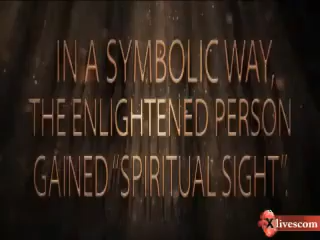 IN A SYMBOLIC WAY,
THE ENLIGHTENED PERSON
GAINED "SPIRITUAL SIGHT".
Xlivescom